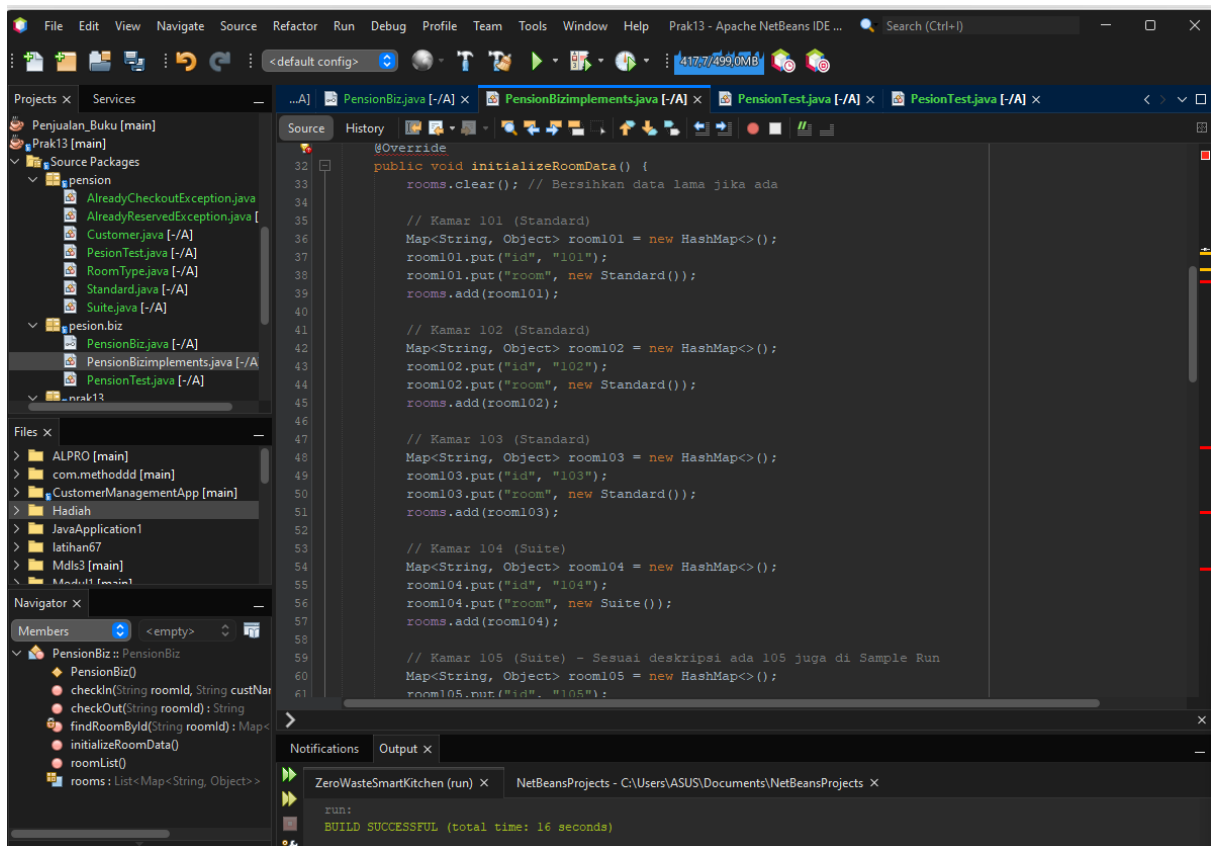 File Edit View Navigate Source Refactor Run Debug Profile Team Tools Window Help Prak13 - Apache NetBeans IDE ... Search (Ctrl+I)
<default config> 417,7/499,0MB
Projects Services
Penjualan_Buku [main]
Prak13 [main]
Source Packages
pension
AlreadyCheckoutException.java
AlreadyReservedException.java [
Customer.java [-/A]
PesionTest.java [-/A]
RoomType.java [-/A]
Standard.java [-/A]
Suite.java [-/A]
pesion.biz
PensionBiz.java [-/A]
PensionBizimplements.java [-/A
PensionTest.java [-/A]
prak13
Files
ALPRO [main]
com.methoddd [main]
CustomerManagementApp [main]
Hadiah
JavaApplication1
latihan67
Mdls3 [main]
Modul1 [main]
Navigator
Members <empty>
PensionBiz :: PensionBiz
PensionBiz()
checkIn(String roomId, String custNar
checkOut(String roomId) : String
findRoomById(String roomId) : Map<
initializeRoomData()
roomList()
rooms : List<Map<String, Object>>
...A] PensionBiz.java [-/A] PensionBizimplements.java [-/A] PensionTest.java [-/A] PesionTest.java [-/A]
Source History
@Override
32 public void initializeRoomData() {
33 rooms.clear(); // Bersihkan data lama jika ada
34
35 // Kamar 101 (Standard)
36 Map<String, Object> room101 = new HashMap<>();
37 room101.put("id", "101");
38 room101.put("room", new Standard());
39 rooms.add(room101);
40
41 // Kamar 102 (Standard)
42 Map<String, Object> room102 = new HashMap<>();
43 room102.put("id", "102");
44 room102.put("room", new Standard());
45 rooms.add(room102);
46
47 // Kamar 103 (Standard)
48 Map<String, Object> room103 = new HashMap<>();
49 room103.put("id", "103");
50 room103.put("room", new Standard());
51 rooms.add(room103);
52
53 // Kamar 104 (Suite)
54 Map<String, Object> room104 = new HashMap<>();
55 room104.put("id", "104");
56 room104.put("room", new Suite());
57 rooms.add(room104);
58
59 // Kamar 105 (Suite) - Sesuai deskripsi ada 105 juga di Sample Run
60 Map<String, Object> room105 = new HashMap<>();
61 room105.put("id", "105");
Notifications Output
ZeroWasteSmartKitchen (run) NetBeansProjects - C:\Users\ASUS\Documents\NetBeansProjects
run:
BUILD SUCCESSFUL (total time: 16 seconds)